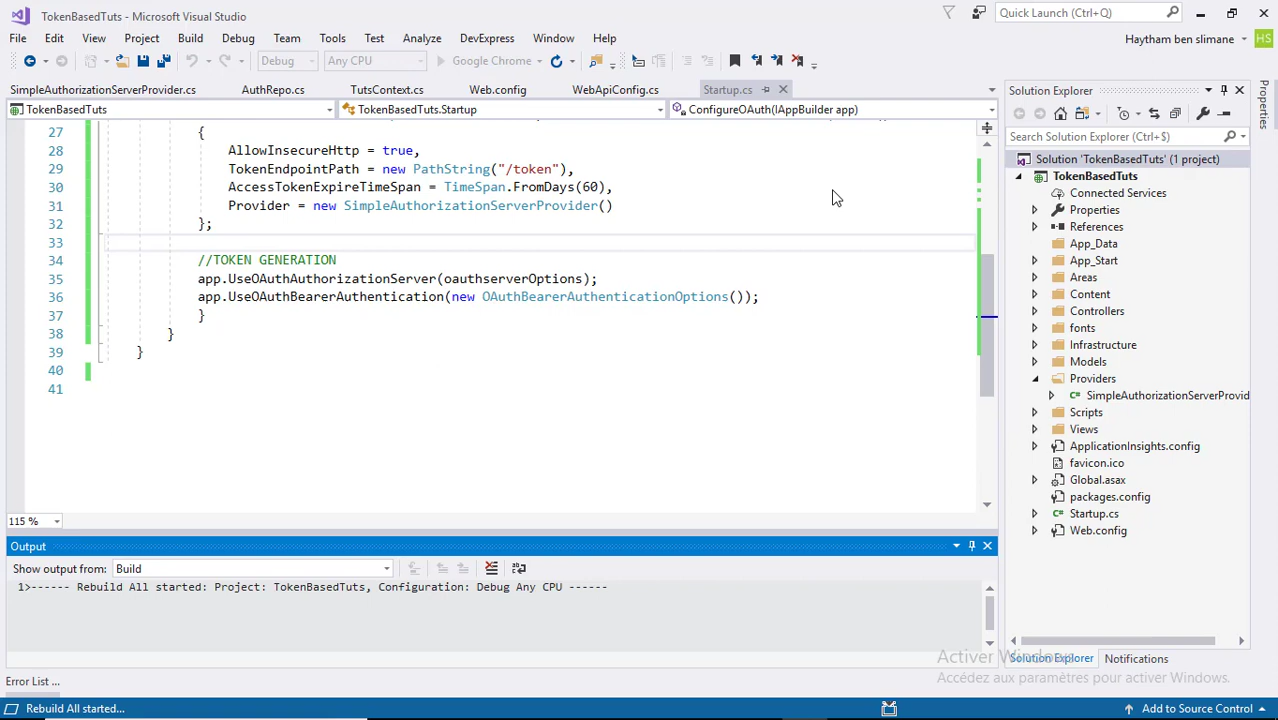 TokenBasedTuts - Microsoft Visual Studio
Quick Launch (Ctrl+Q)
File Edit View Project Build Debug Team Tools Test Analyze DevExpress Window Help
Haytham ben slimane HS
Debug Any CPU Google Chrome
SimpleAuthorizationServerProvider.cs AuthRepo.cs TutsContext.cs Web.config WebApiConfig.cs Startup.cs
TokenBasedTuts TokenBasedTuts.Startup ConfigureOAuth(IAppBuilder app)
27 {
28 AllowInsecureHttp = true,
29 TokenEndpointPath = new PathString("/token"),
30 AccessTokenExpireTimeSpan = TimeSpan.FromDays(60),
31 Provider = new SimpleAuthorizationServerProvider()
32 };
33
34 //TOKEN GENERATION
35 app.UseOAuthAuthorizationServer(oauthserverOptions);
36 app.UseOAuthBearerAuthentication(new OAuthBearerAuthenticationOptions());
37 }
38 }
39 }
40
41
115 %
Output
Show output from: Build
1>------ Rebuild All started: Project: TokenBasedTuts, Configuration: Debug Any CPU ------
Error List ...
Rebuild All started...
Solution Explorer
Search Solution Explorer (Ctrl+$)
Solution 'TokenBasedTuts' (1 project)
TokenBasedTuts
Connected Services
Properties
References
App_Data
App_Start
Areas
Content
Controllers
fonts
Infrastructure
Models
Providers
SimpleAuthorizationServerProvid
Scripts
Views
ApplicationInsights.config
favicon.ico
Global.asax
packages.config
Startup.cs
Web.config
Solution Explorer Notifications
Properties
Activer Windows
Accédez aux paramètres pour activer Windows.
Add to Source Control